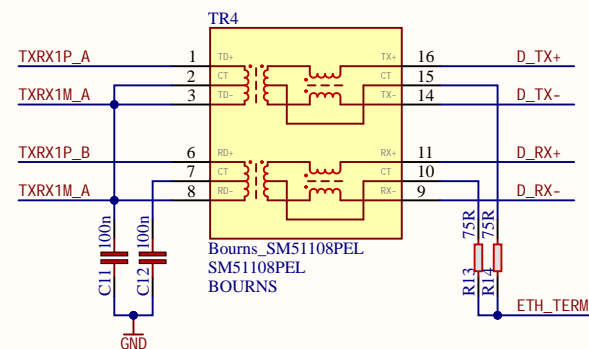 TR4
TXRX1P_A 1 TD+ TX+ 16 D_TX+
2 CT CT 15
TXRX1M_A 3 TD- TX- 14 D_TX-
TXRX1P_B 6 RD+ RX+ 11 D_RX+
7 CT CT 10
TXRX1M_A 8 RD- RX- 9 D_RX-
C11 100n
C12 100n
Bourns_SM51108PEL
SM51108PEL
BOURNS
R13 75R
R14 75R
ETH_TERM
GND